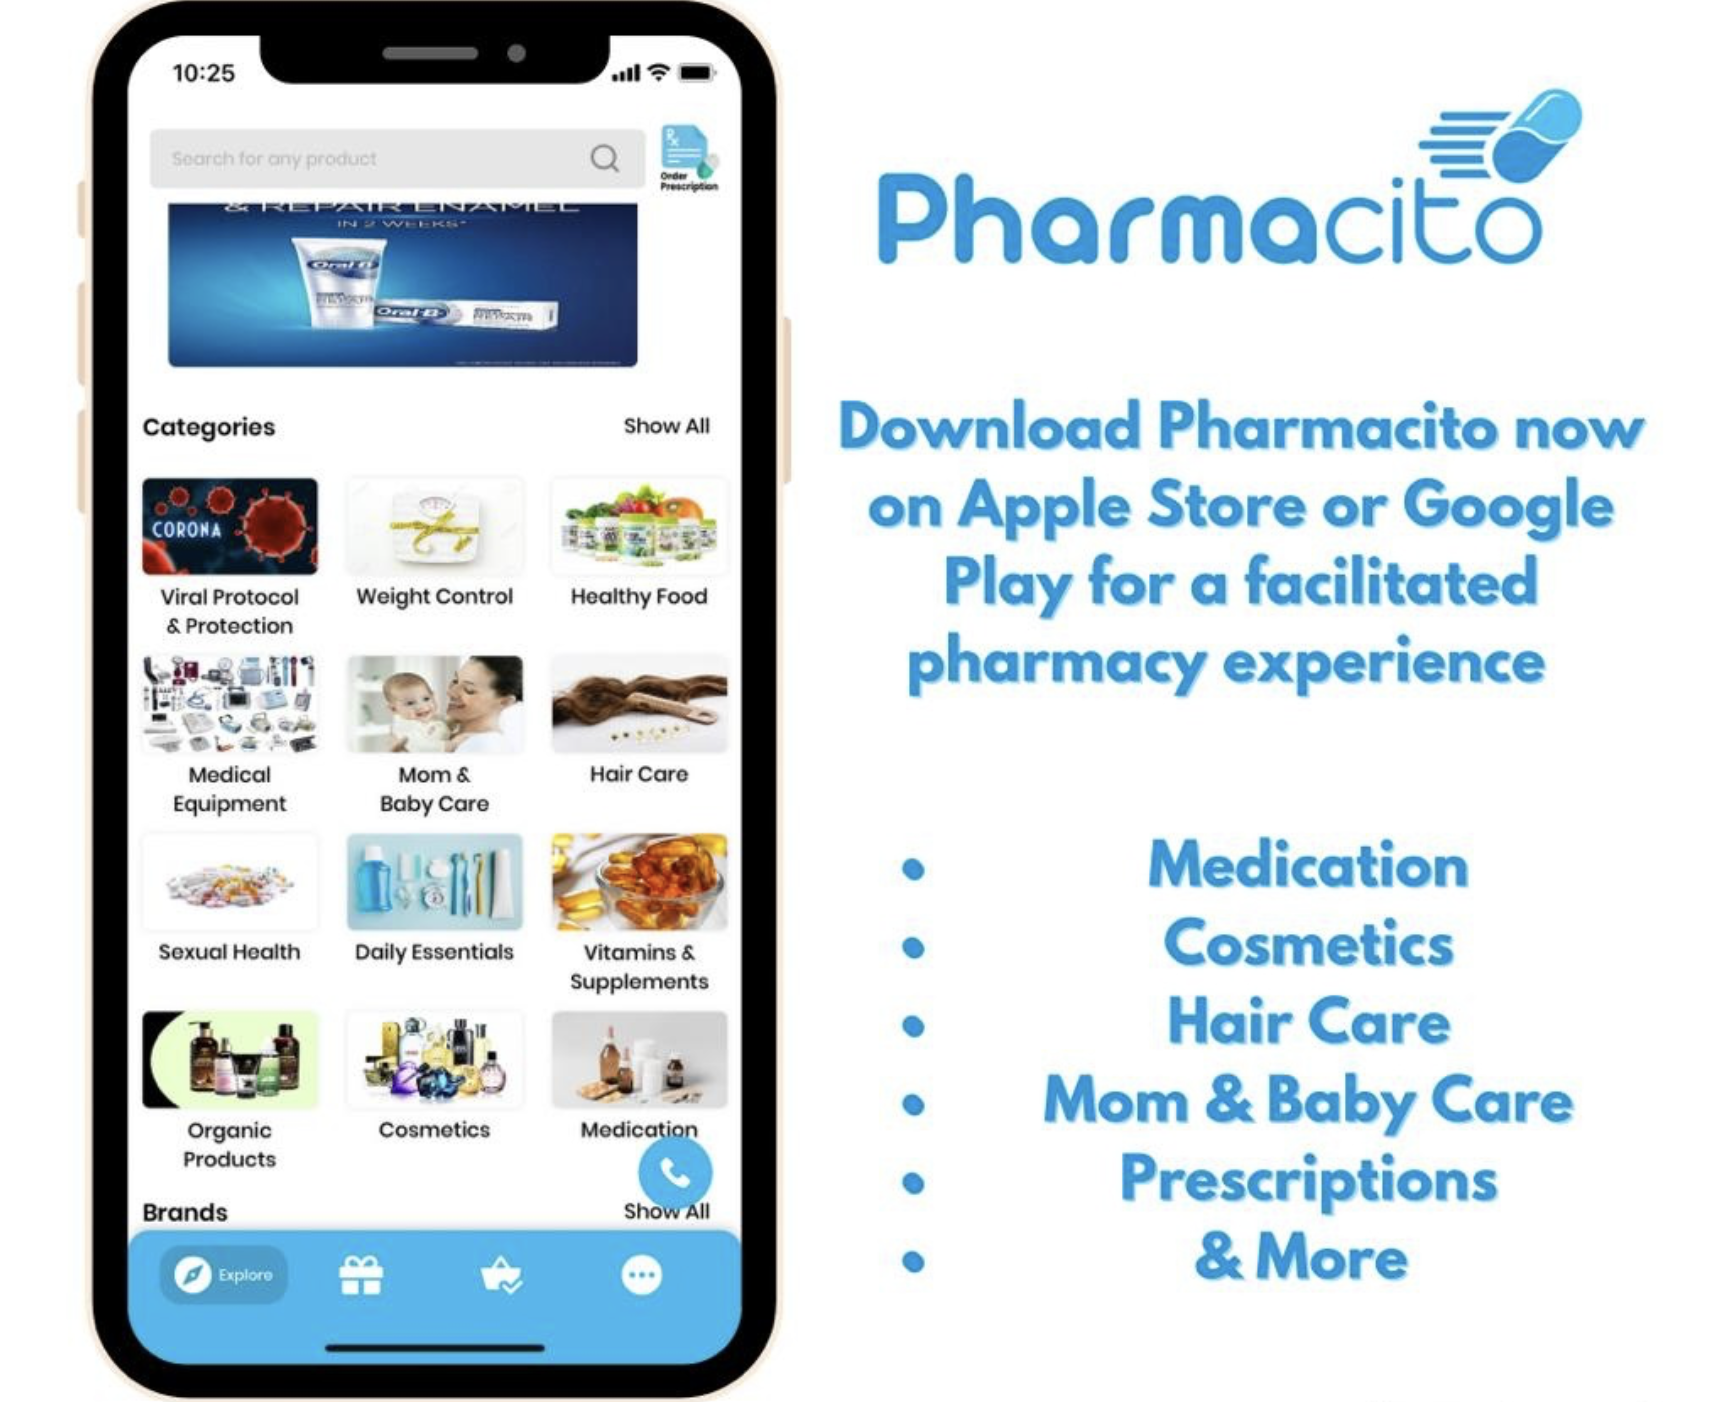 10:25
Search for any product
Rx
Order
Prescription
& REPAIR ENAMEL
IN 2 WEEKS*
Oral-B
Oral-B
Categories
Show All
CORONA
Viral Protocol
& Protection
Weight Control
Healthy Food
Medical
Equipment
Mom &
Baby Care
Hair Care
Sexual Health
Daily Essentials
Vitamins &
Supplements
Organic
Products
Cosmetics
Medication
Brands
Show All
Explore
Pharmacito
Download Pharmacito now
on Apple Store or Google
Play for a facilitated
pharmacy experience
• Medication
• Cosmetics
• Hair Care
• Mom & Baby Care
• Prescriptions
• & More